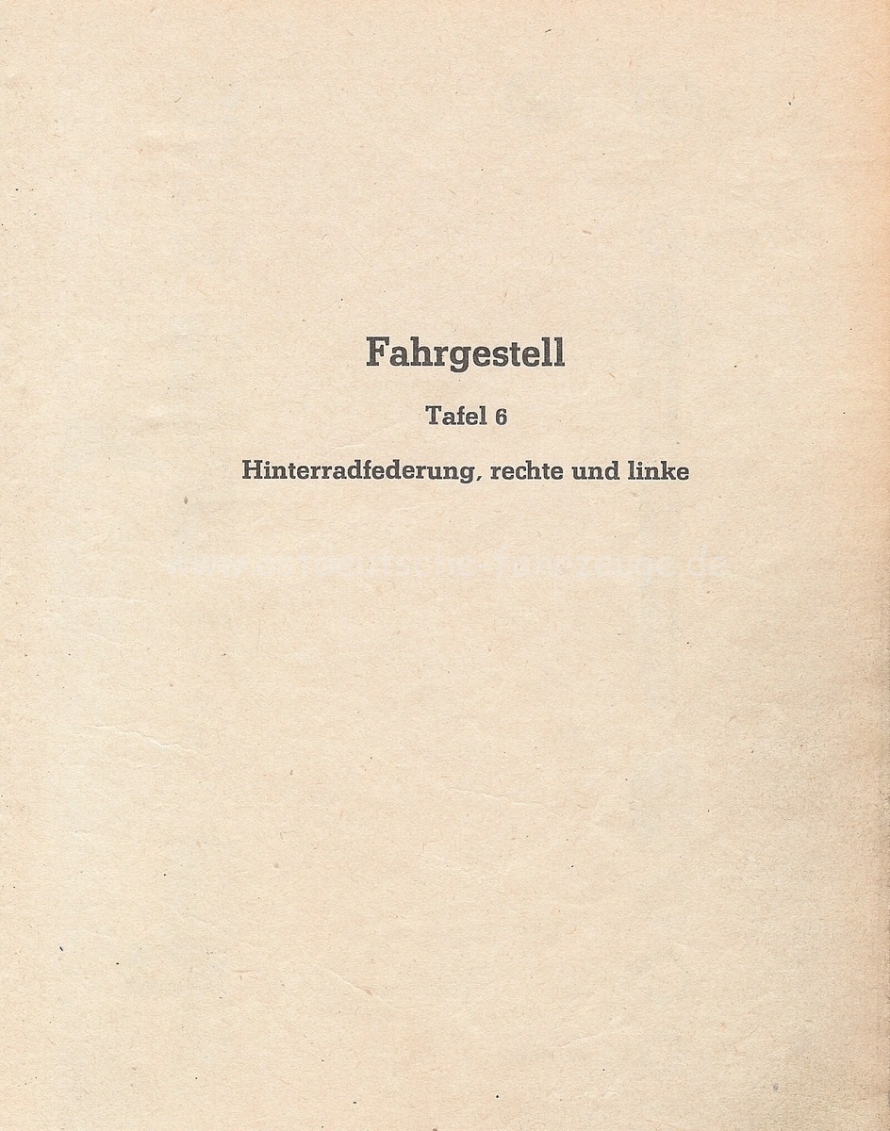 Fahrgestell
Tafel 6
Hinterradfederung, rechte und linke